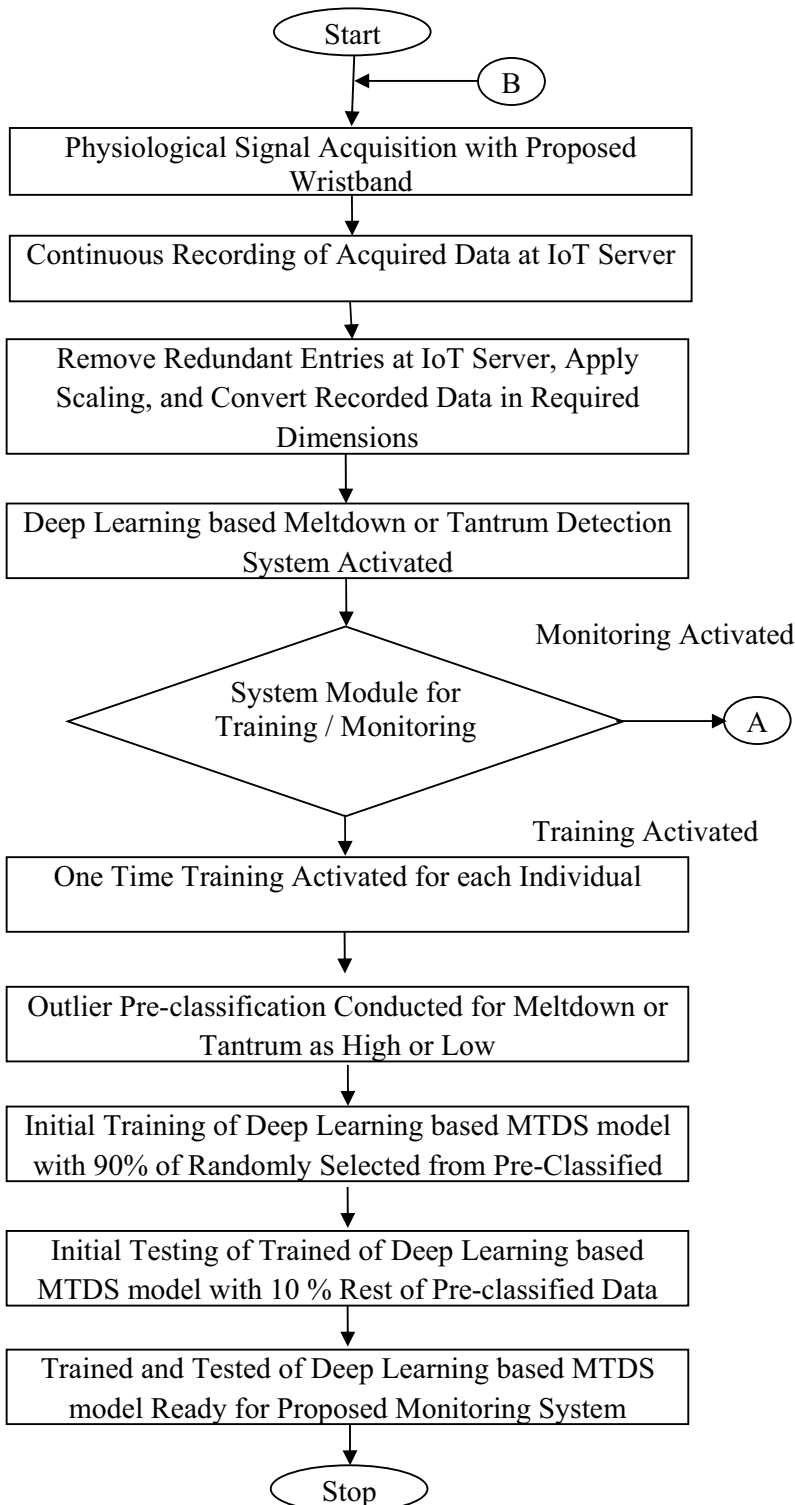 Start
B
Physiological Signal Acquisition with Proposed
Wristband
Continuous Recording of Acquired Data at IoT Server
Remove Redundant Entries at IoT Server, Apply
Scaling, and Convert Recorded Data in Required
Dimensions
Deep Learning based Meltdown or Tantrum Detection
System Activated
Monitoring Activated
System Module for
Training / Monitoring
A
Training Activated
One Time Training Activated for each Individual
Outlier Pre-classification Conducted for Meltdown or
Tantrum as High or Low
Initial Training of Deep Learning based MTDS model
with 90% of Randomly Selected from Pre-Classified
Initial Testing of Trained of Deep Learning based
MTDS model with 10 % Rest of Pre-classified Data
Trained and Tested of Deep Learning based MTDS
model Ready for Proposed Monitoring System
Stop